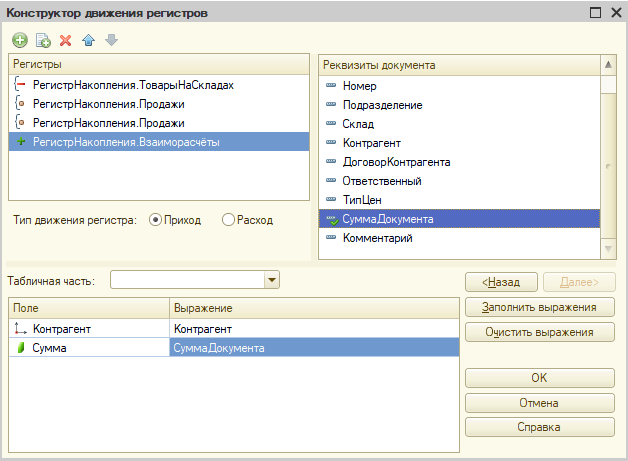 Конструктор движения регистров
Регистры
РегистрНакопления.ТоварыНаСкладах
РегистрНакопления.Продажи
РегистрНакопления.Продажи
РегистрНакопления.Взаиморасчёты
Реквизиты документа
Номер
Подразделение
Склад
Контрагент
ДоговорКонтрагента
Ответственный
ТипЦен
СуммаДокумента
Комментарий
Тип движения регистра: Приход Расход
Табличная часть:
<Назад Далее>
Поле Выражение
Контрагент Контрагент
Сумма СуммаДокумента
Заполнить выражения
Очистить выражения
OK
Отмена
Справка